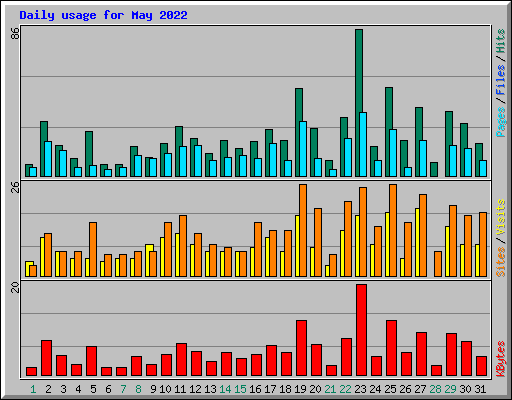 Daily usage for May 2022
86
Pages / Files / Hits
26
Sites / Visits
20
KBytes
1 2 3 4 5 6 7 8 9 10 11 12 13 14 15 16 17 18 19 20 21 22 23 24 25 26 27 28 29 30 31